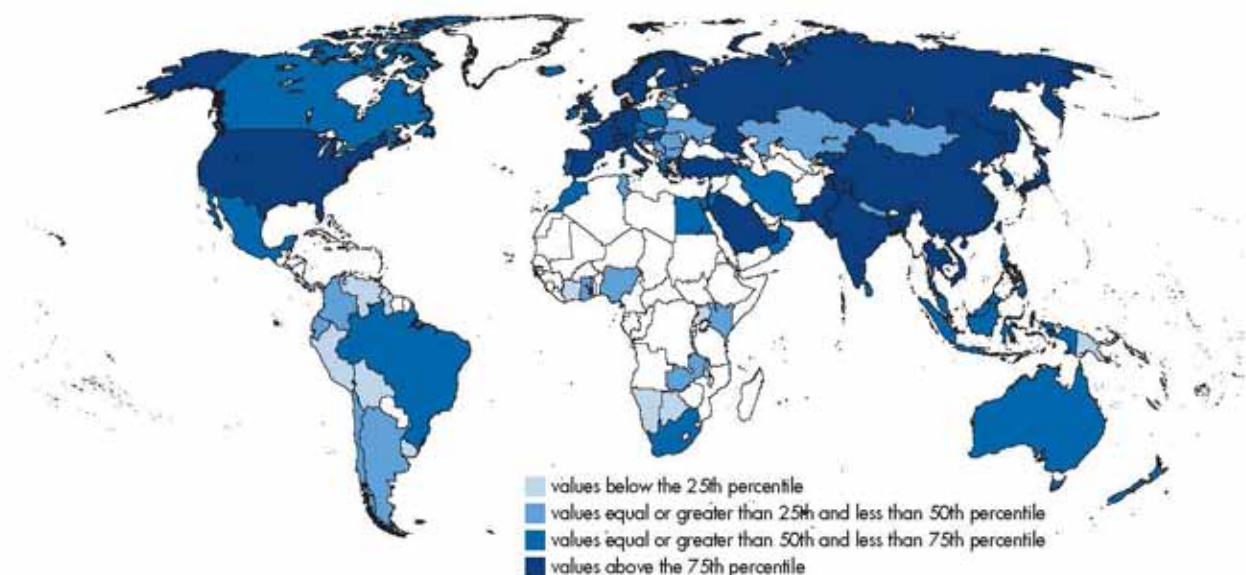 values below the 25th percentile
values equal or greater than 25th and less than 50th percentile
values equal or greater than 50th and less than 75th percentile
values above the 75th percentile